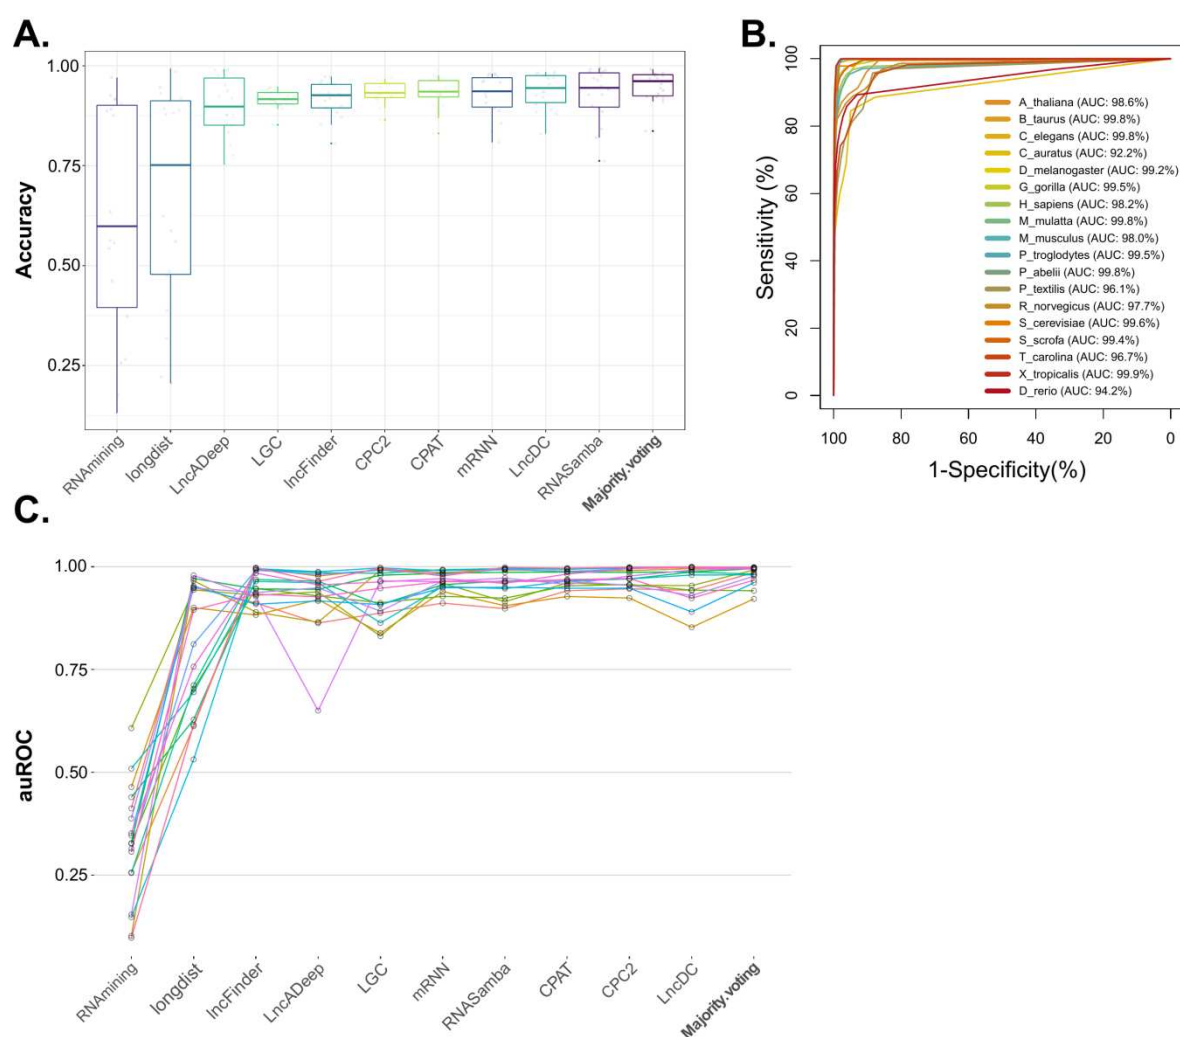 A.
Accuracy
1.00
0.75
0.50
0.25
RNAmining
longdist
LncADeep
LGC
lncFinder
CPC2
CPAT
mRNN
LncDC
RNASamba
Majority.voting
B.
Sensitivity (%)
100
80
60
40
20
0
A_thaliana (AUC: 98.6%)
B_taurus (AUC: 99.8%)
C_elegans (AUC: 99.8%)
C_auratus (AUC: 92.2%)
D_melanogaster (AUC: 99.2%)
G_gorilla (AUC: 99.5%)
H_sapiens (AUC: 98.2%)
M_mulatta (AUC: 99.8%)
M_musculus (AUC: 98.0%)
P_troglodytes (AUC: 99.5%)
P_abelii (AUC: 99.8%)
P_textilis (AUC: 96.1%)
R_norvegicus (AUC: 97.7%)
S_cerevisiae (AUC: 99.6%)
S_scrofa (AUC: 99.4%)
T_carolina (AUC: 96.7%)
X_tropicalis (AUC: 99.9%)
D_rerio (AUC: 94.2%)
100 80 60 40 20 0
1-Specificity(%)
C.
auROC
1.00
0.75
0.50
0.25
RNAmining
longdist
lncFinder
LncADeep
LGC
mRNN
RNASamba
CPAT
CPC2
LncDC
Majority.voting